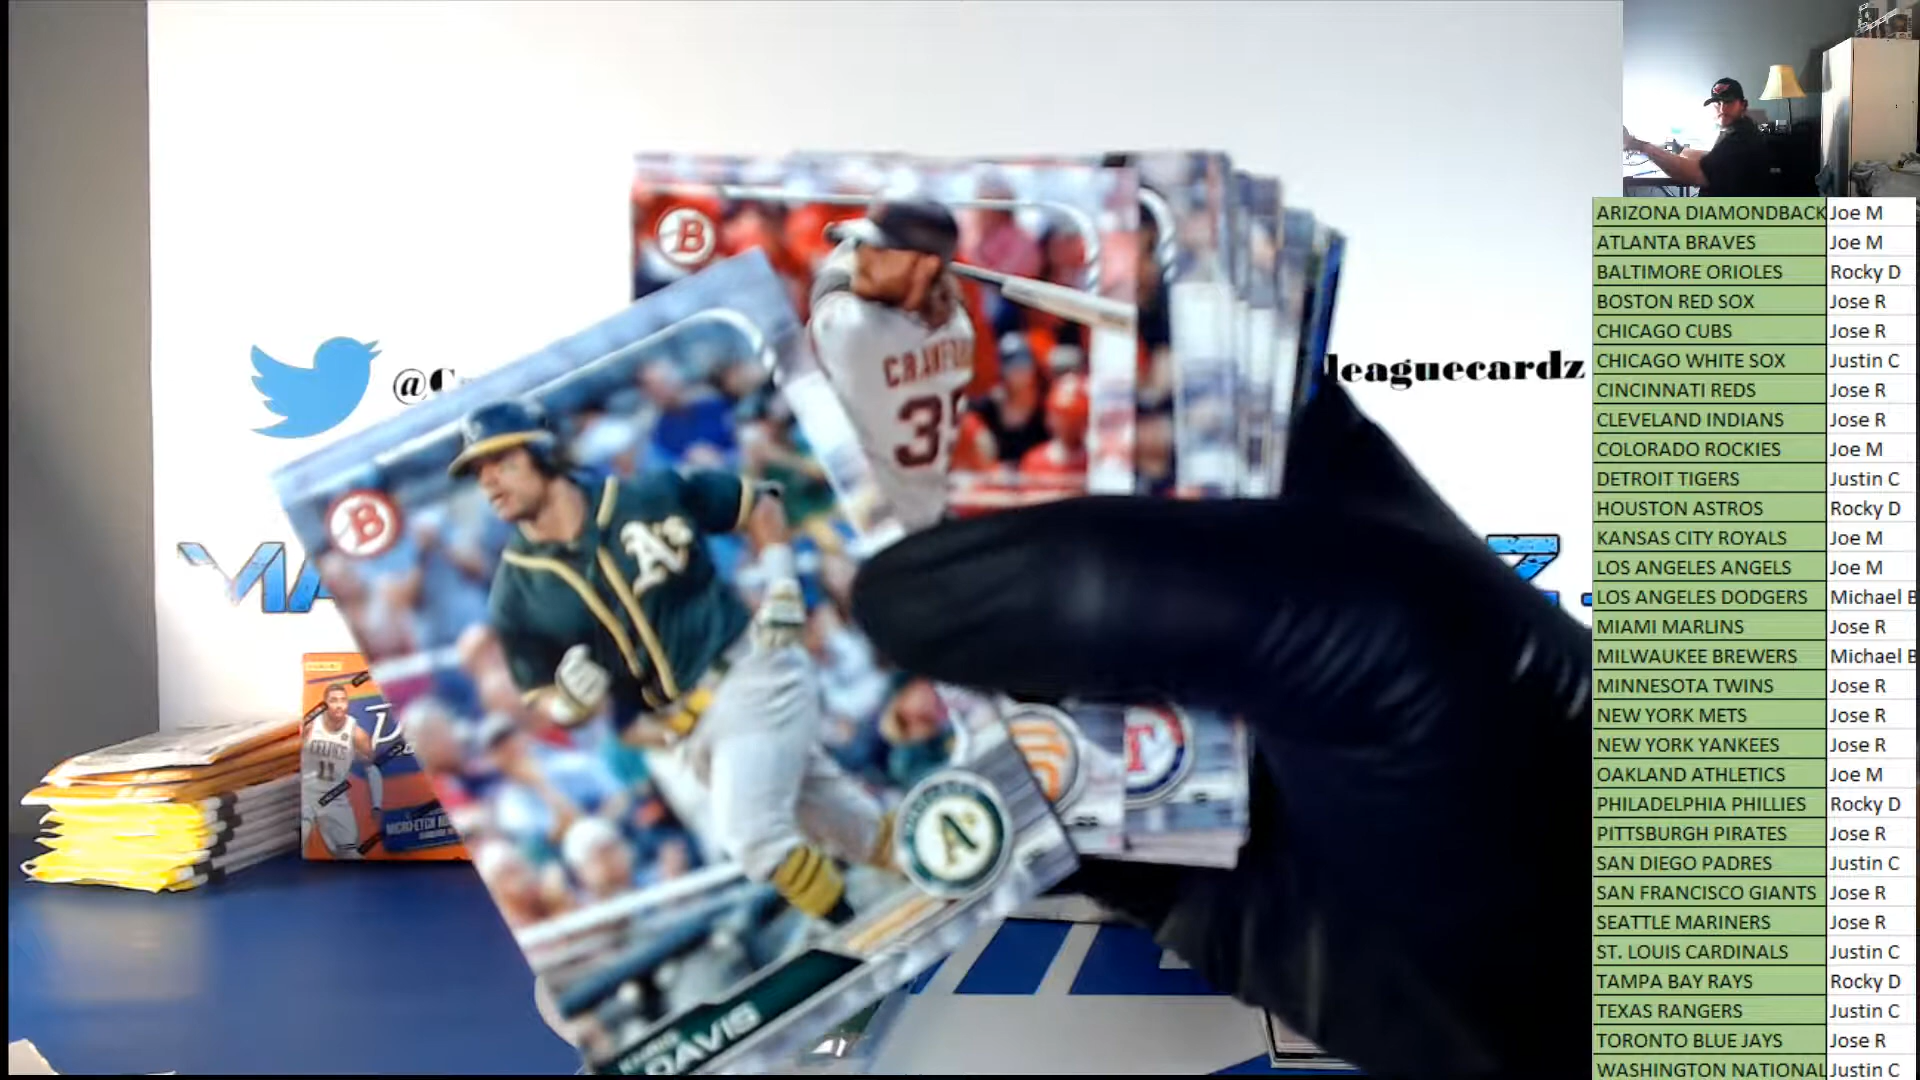 B
CRAWFO
35
@C
leaguecardz
B
A's
CELTICS
11
T
A's
DAVIS
Z
ARIZONA DIAMONDBACK Joe M
ATLANTA BRAVES Joe M
BALTIMORE ORIOLES Rocky D
BOSTON RED SOX Jose R
CHICAGO CUBS Jose R
CHICAGO WHITE SOX Justin C
CINCINNATI REDS Jose R
CLEVELAND INDIANS Jose R
COLORADO ROCKIES Joe M
DETROIT TIGERS Justin C
HOUSTON ASTROS Rocky D
KANSAS CITY ROYALS Joe M
LOS ANGELES ANGELS Joe M
LOS ANGELES DODGERS Michael B
MIAMI MARLINS Jose R
MILWAUKEE BREWERS Michael B
MINNESOTA TWINS Jose R
NEW YORK METS Jose R
NEW YORK YANKEES Jose R
OAKLAND ATHLETICS Joe M
PHILADELPHIA PHILLIES Rocky D
PITTSBURGH PIRATES Jose R
SAN DIEGO PADRES Justin C
SAN FRANCISCO GIANTS Jose R
SEATTLE MARINERS Jose R
ST. LOUIS CARDINALS Justin C
TAMPA BAY RAYS Rocky D
TEXAS RANGERS Justin C
TORONTO BLUE JAYS Jose R
WASHINGTON NATIONAL Justin C